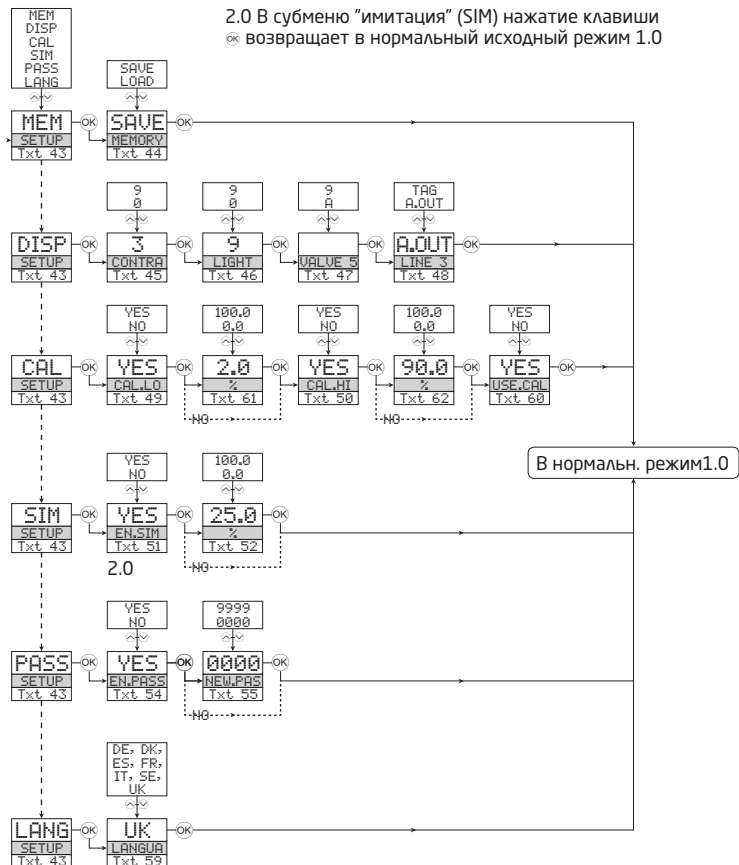 2.0 В субменю "имитация" (SIM) нажатие клавиши
OK возвращает в нормальный исходный режим 1.0
MEM
DISP
CAL
SIM
PASS
LANG
SAVE
LOAD
MEM OK SAVE OK
SETUP MEMORY
Txt 43 Txt 44
9 9 9 TAG
0 0 A A.OUT
DISP OK 3 OK 9 OK OK A.OUT OK
SETUP CONTRA LIGHT VALVE 5 LINE 3
Txt 43 Txt 45 Txt 46 Txt 47 Txt 48
YES 100.0 YES 100.0 YES
NO 0.0 NO 0.0 NO
CAL OK YES OK 2.0 OK YES OK 90.0 OK YES OK
SETUP CAL.LO % CAL.HI % USE.CAL
Txt 43 Txt 49 Txt 61 Txt 50 Txt 62 Txt 60
NO NO
В нормальн. режим1.0
YES 100.0
NO 0.0
SIM OK YES OK 25.0 OK
SETUP EN.SIM %
Txt 43 Txt 51 Txt 52
2.0 NO
YES 9999
NO 0000
PASS OK YES OK 0000 OK
SETUP EN.PASS NEW.PAS
Txt 43 Txt 54 Txt 55
NO
DE, DK,
ES, FR,
IT, SE,
UK
LANG OK UK OK
SETUP LANGUA
Txt 43 Txt 59